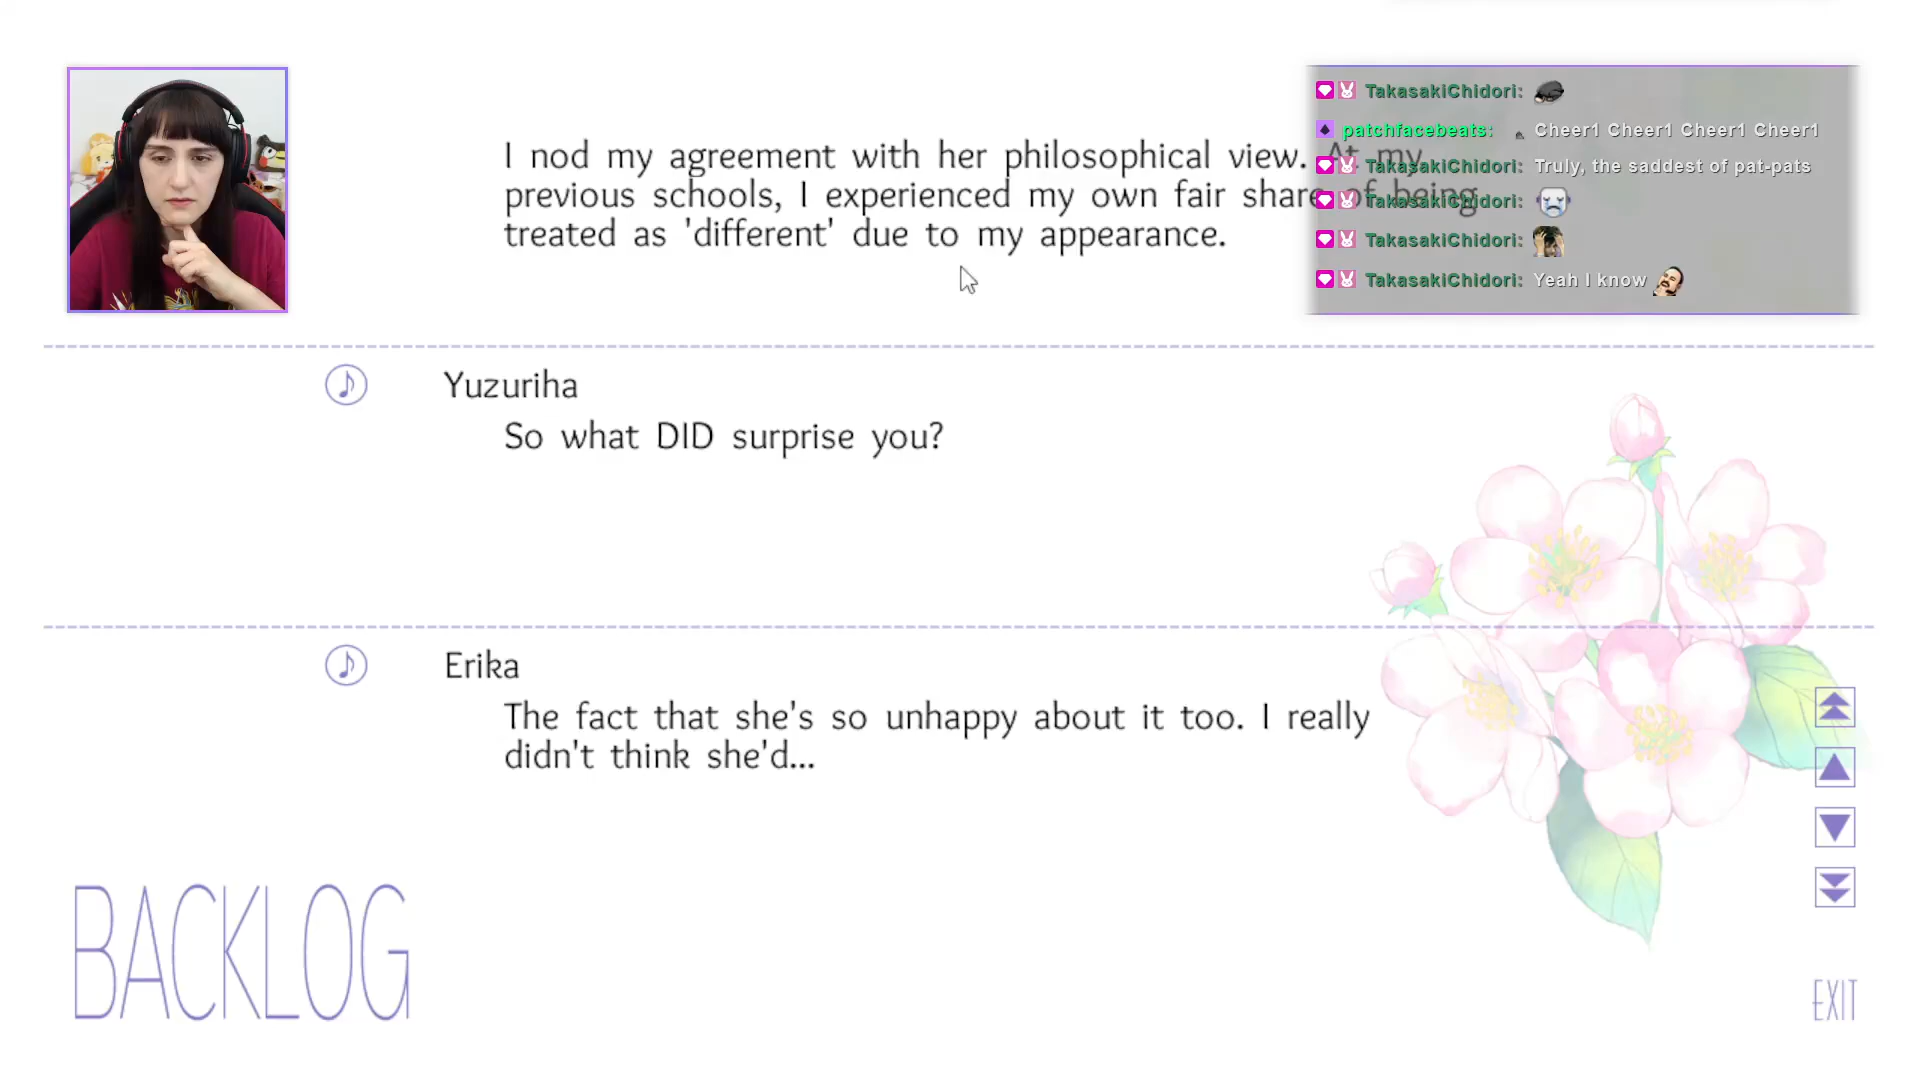 I nod my agreement with her philosophical view. At my
previous schools, I experienced my own fair share of being
treated as 'different' due to my appearance.
TakasakiChidori:
patchfacebeats: Cheer1 Cheer1 Cheer1 Cheer1
TakasakiChidori: Truly, the saddest of pat-pats
TakasakiChidori:
TakasakiChidori:
TakasakiChidori: Yeah I know
Yuzuriha
So what DID surprise you?
Erika
The fact that she's so unhappy about it too. I really
didn't think she'd...
BACKLOG
EXIT